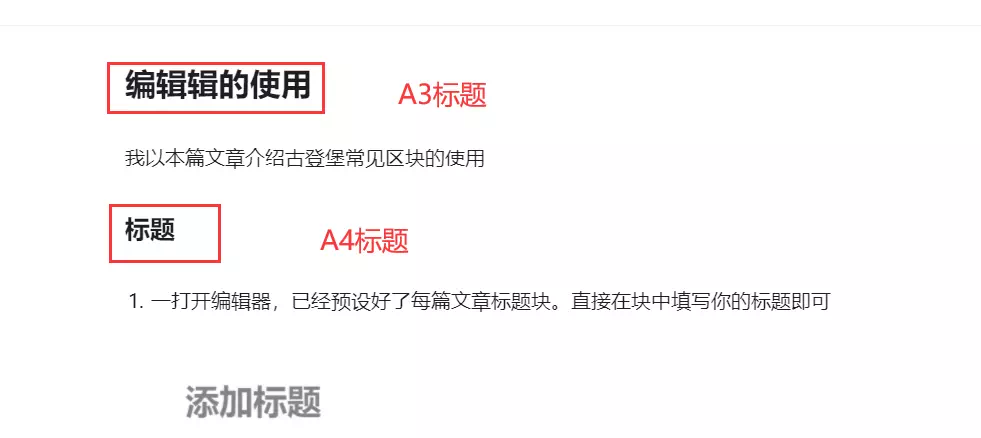 编辑辑的使用
A3标题
我以本篇文章介绍古登堡常见区块的使用
标题
A4标题
1. 一打开编辑器，已经预设好了每篇文章标题块。直接在块中填写你的标题即可
添加标题